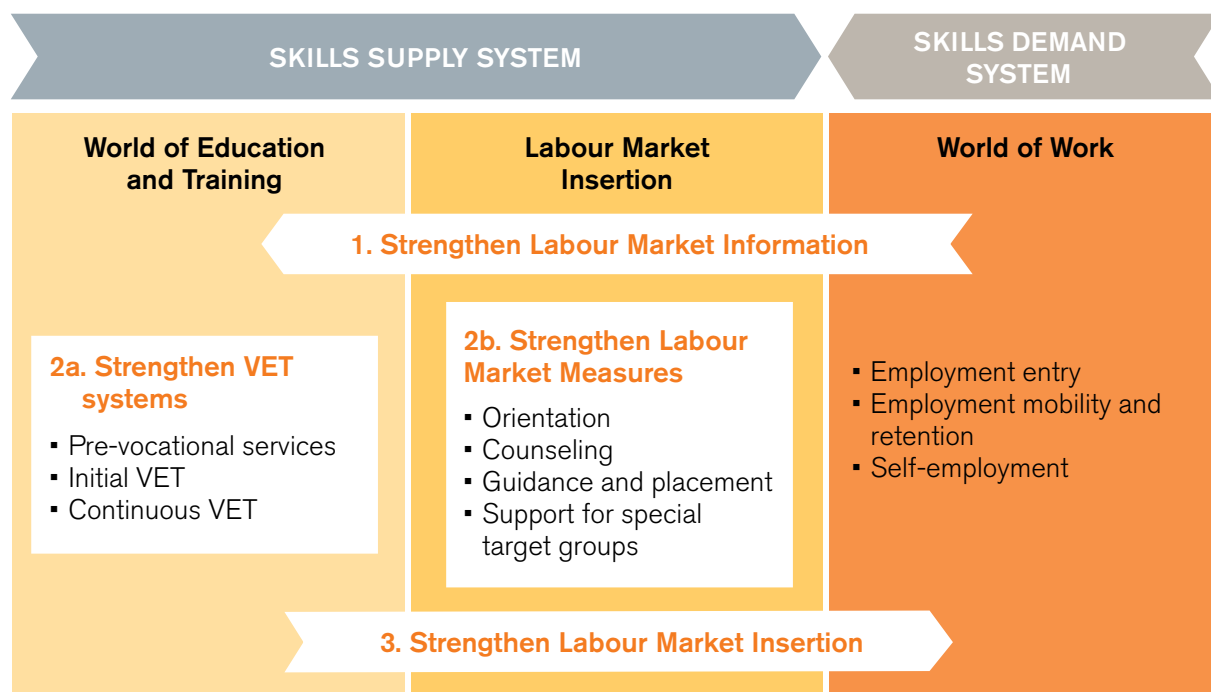 SKILLS SUPPLY SYSTEM
SKILLS DEMAND
SYSTEM
World of Education
and Training
Labour Market
Insertion
World of Work
1. Strengthen Labour Market Information
2a. Strengthen VET
systems
▪ Pre-vocational services
▪ Initial VET
▪ Continuous VET
2b. Strengthen Labour
Market Measures
▪ Orientation
▪ Counseling
▪ Guidance and placement
▪ Support for special
target groups
▪ Employment entry
▪ Employment mobility and
retention
▪ Self-employment
3. Strengthen Labour Market Insertion